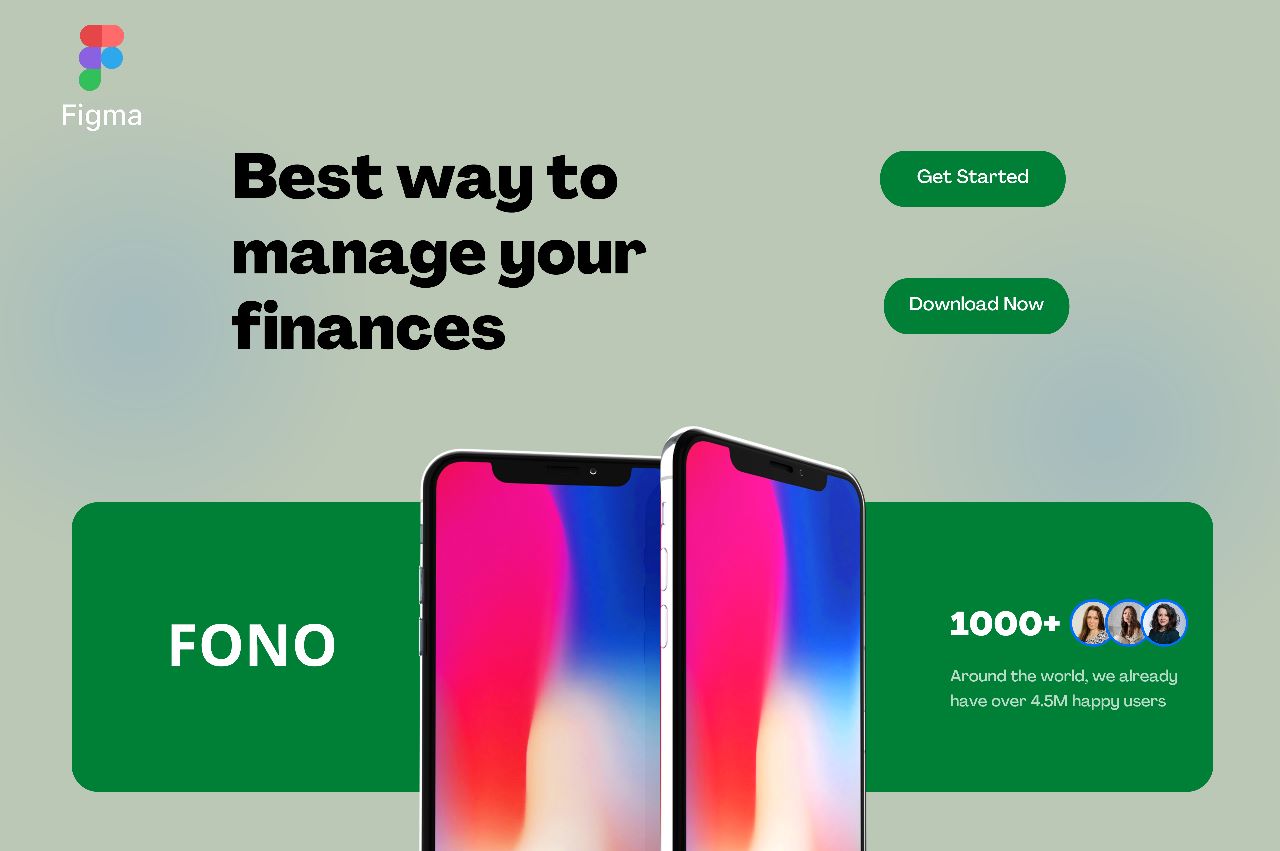 Figma
Best way to
manage your
finances
Get Started
Download Now
FONO
1000+
Around the world, we already
have over 4.5M happy users